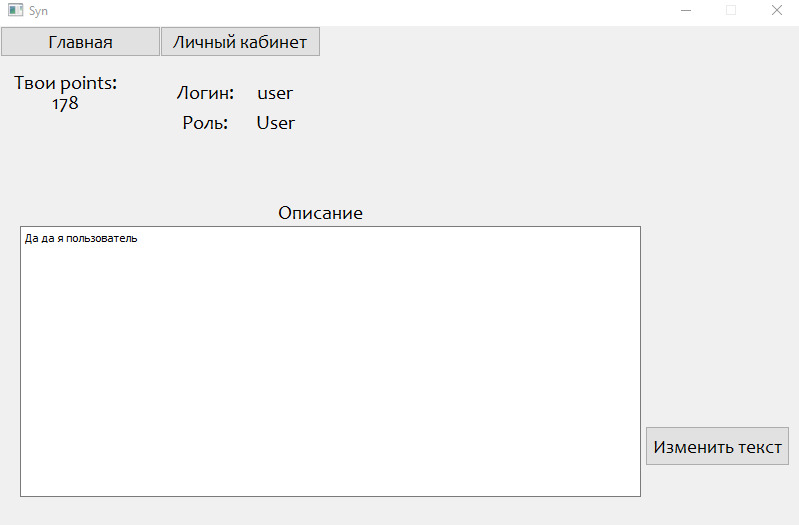 Syn
Главная
Личный кабинет
Твои points:
178
Логин: user
Роль: User
Описание
Да да я пользователь
Изменить текст